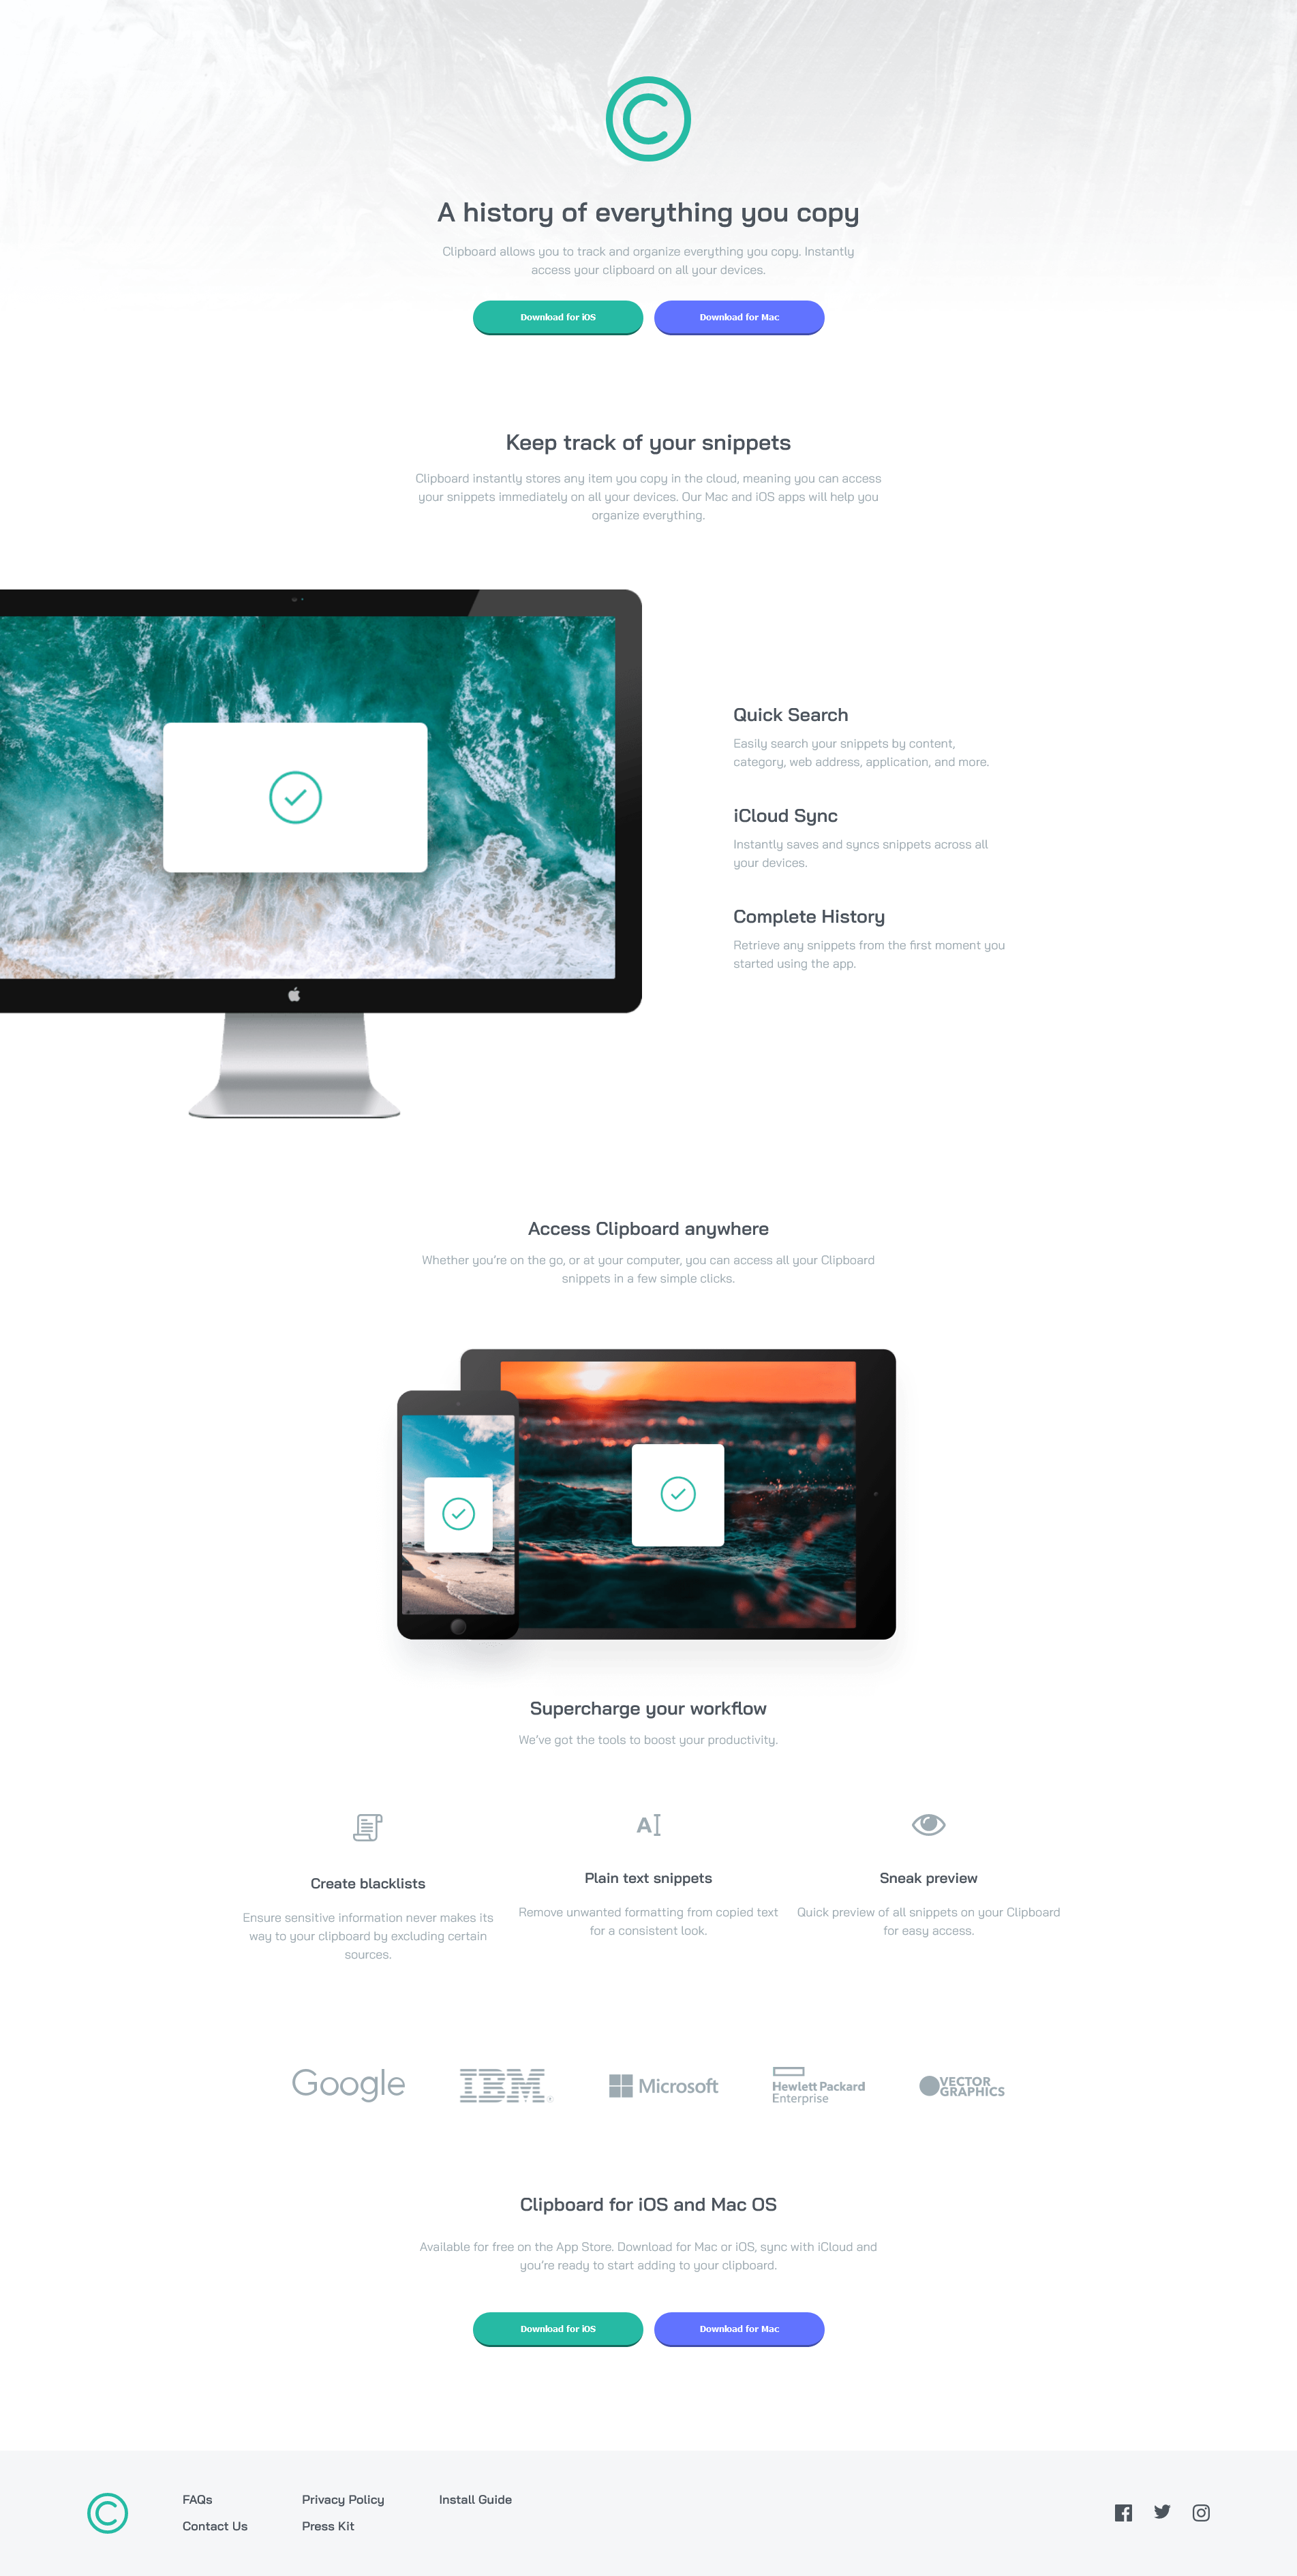 A history of everything you copy
Clipboard allows you to track and organize everything you copy. Instantly
access your clipboard on all your devices.
Download for iOS
Download for Mac
Keep track of your snippets
Clipboard instantly stores any item you copy in the cloud, meaning you can access
your snippets immediately on all your devices. Our Mac and iOS apps will help you
organize everything.
Quick Search
Easily search your snippets by content,
category, web address, application, and more.
iCloud Sync
Instantly saves and syncs snippets across all
your devices.
Complete History
Retrieve any snippets from the first moment you
started using the app.
Access Clipboard anywhere
Whether you're on the go, or at your computer, you can access all your Clipboard
snippets in a few simple clicks.
Supercharge your workflow
We've got the tools to boost your productivity.
Create blacklists
Ensure sensitive information never makes its
way to your clipboard by excluding certain
sources.
Plain text snippets
Remove unwanted formatting from copied text
for a consistent look.
Sneak preview
Quick preview of all snippets on your Clipboard
for easy access.
Google
IBM
Microsoft
Hewlett Packard
Enterprise
VECTOR
GRAPHICS
Clipboard for iOS and Mac OS
Available for free on the App Store. Download for Mac or iOS, sync with iCloud and
you're ready to start adding to your clipboard.
Download for iOS
Download for Mac
FAQs
Contact Us
Privacy Policy
Press Kit
Install Guide